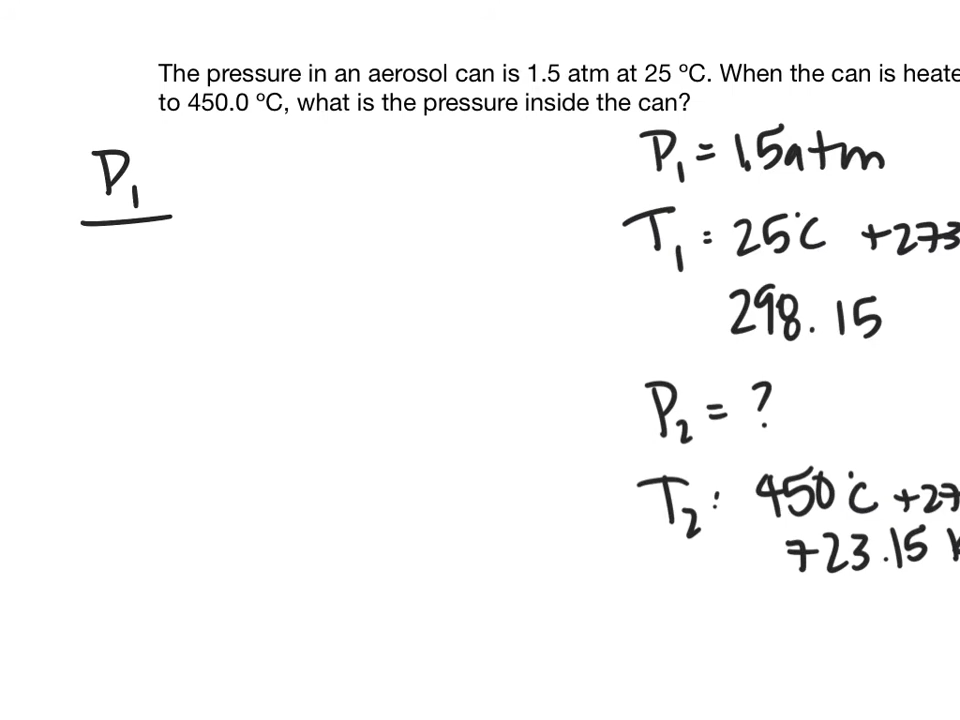 The pressure in an aerosol can is 1.5 atm at 25 ºC. When the can is heate
to 450.0 ºC, what is the pressure inside the can?
P₁
P₁ = 1.5atm
T₁ : 25°C +273
298.15
P₂ = ?
T₂ : 450°C +27
723.15 K